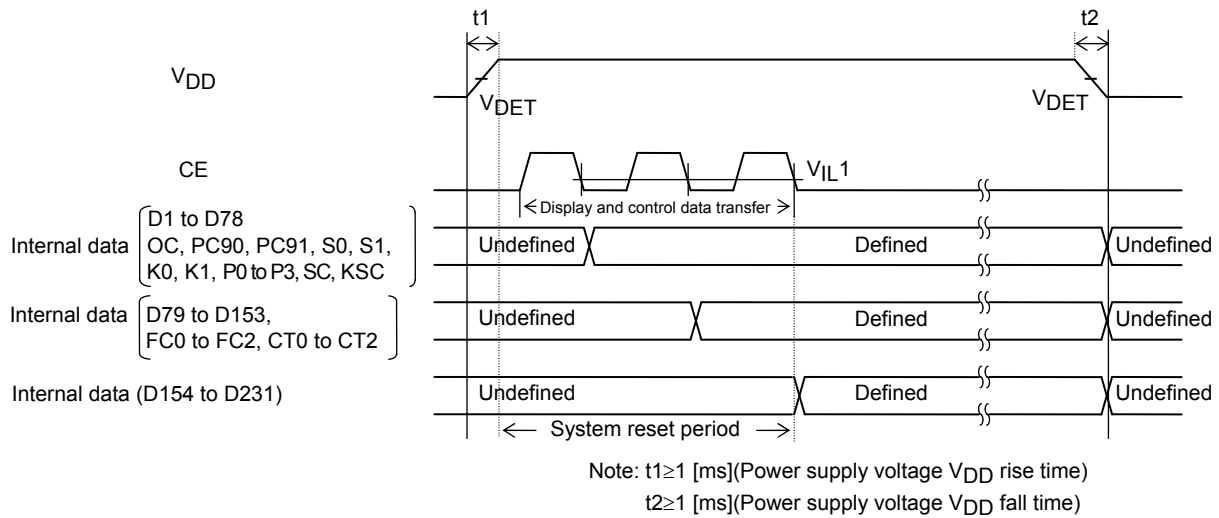 t1
t2
VDD
VDET
VDET
CE
VIL1
Display and control data transfer
Internal data
D1 to D78
OC, PC90, PC91, S0, S1,
K0, K1, P0 to P3, SC, KSC
Undefined
Defined
Undefined
Internal data
D79 to D153,
FC0 to FC2, CT0 to CT2
Undefined
Defined
Undefined
Internal data (D154 to D231)
Undefined
Defined
Undefined
System reset period
Note: t1≥1 [ms](Power supply voltage VDD rise time)
t2≥1 [ms](Power supply voltage VDD fall time)